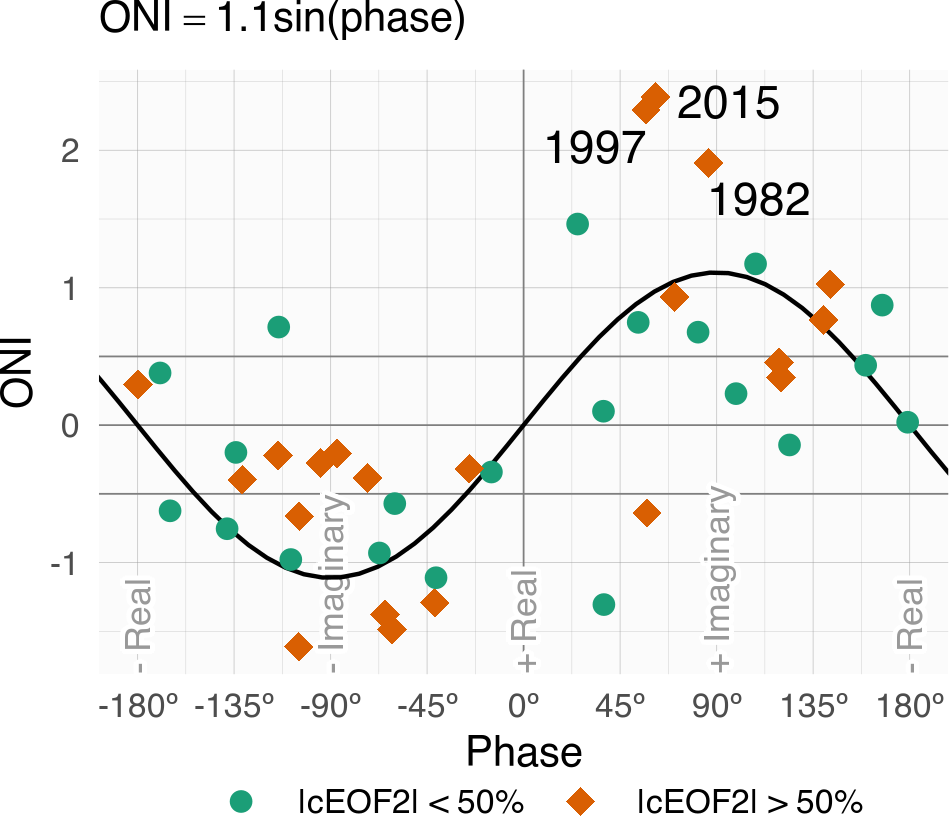 ONI = 1.1sin(phase)
2015
2
1997
1982
1
ONI
0
-1
- Real
- Imaginary
+ Real
+ Imaginary
- Real
-180º -135º -90º -45º 0º 45º 90º 135º 180º
Phase
|cEOF2| < 50% |cEOF2| > 50%